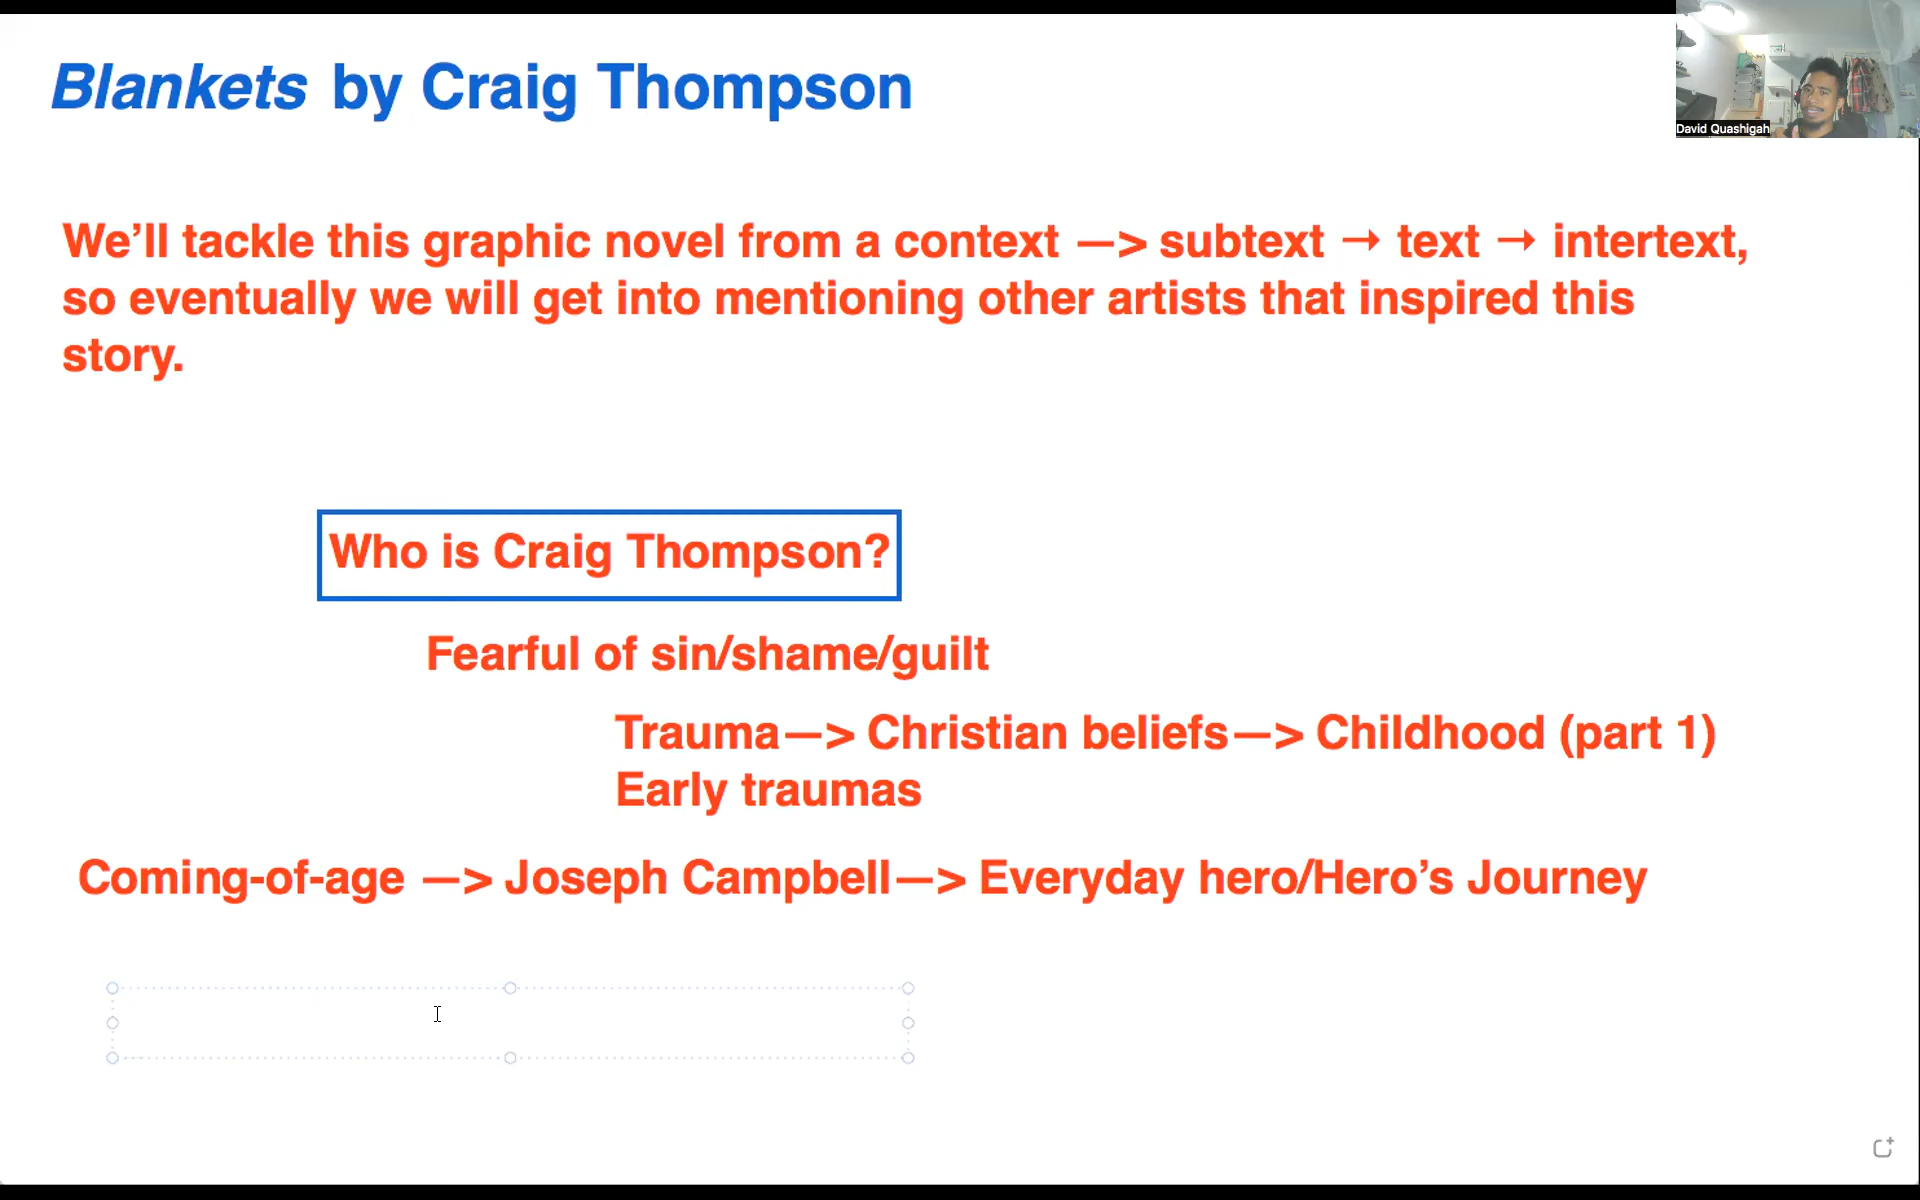 Blankets by Craig Thompson
David Quashigah
We’ll tackle this graphic novel from a context —> subtext → text → intertext,
so eventually we will get into mentioning other artists that inspired this
story.
Who is Craig Thompson?
Fearful of sin/shame/guilt
Trauma—> Christian beliefs—> Childhood (part 1)
Early traumas
Coming-of-age —> Joseph Campbell—> Everyday hero/Hero’s Journey